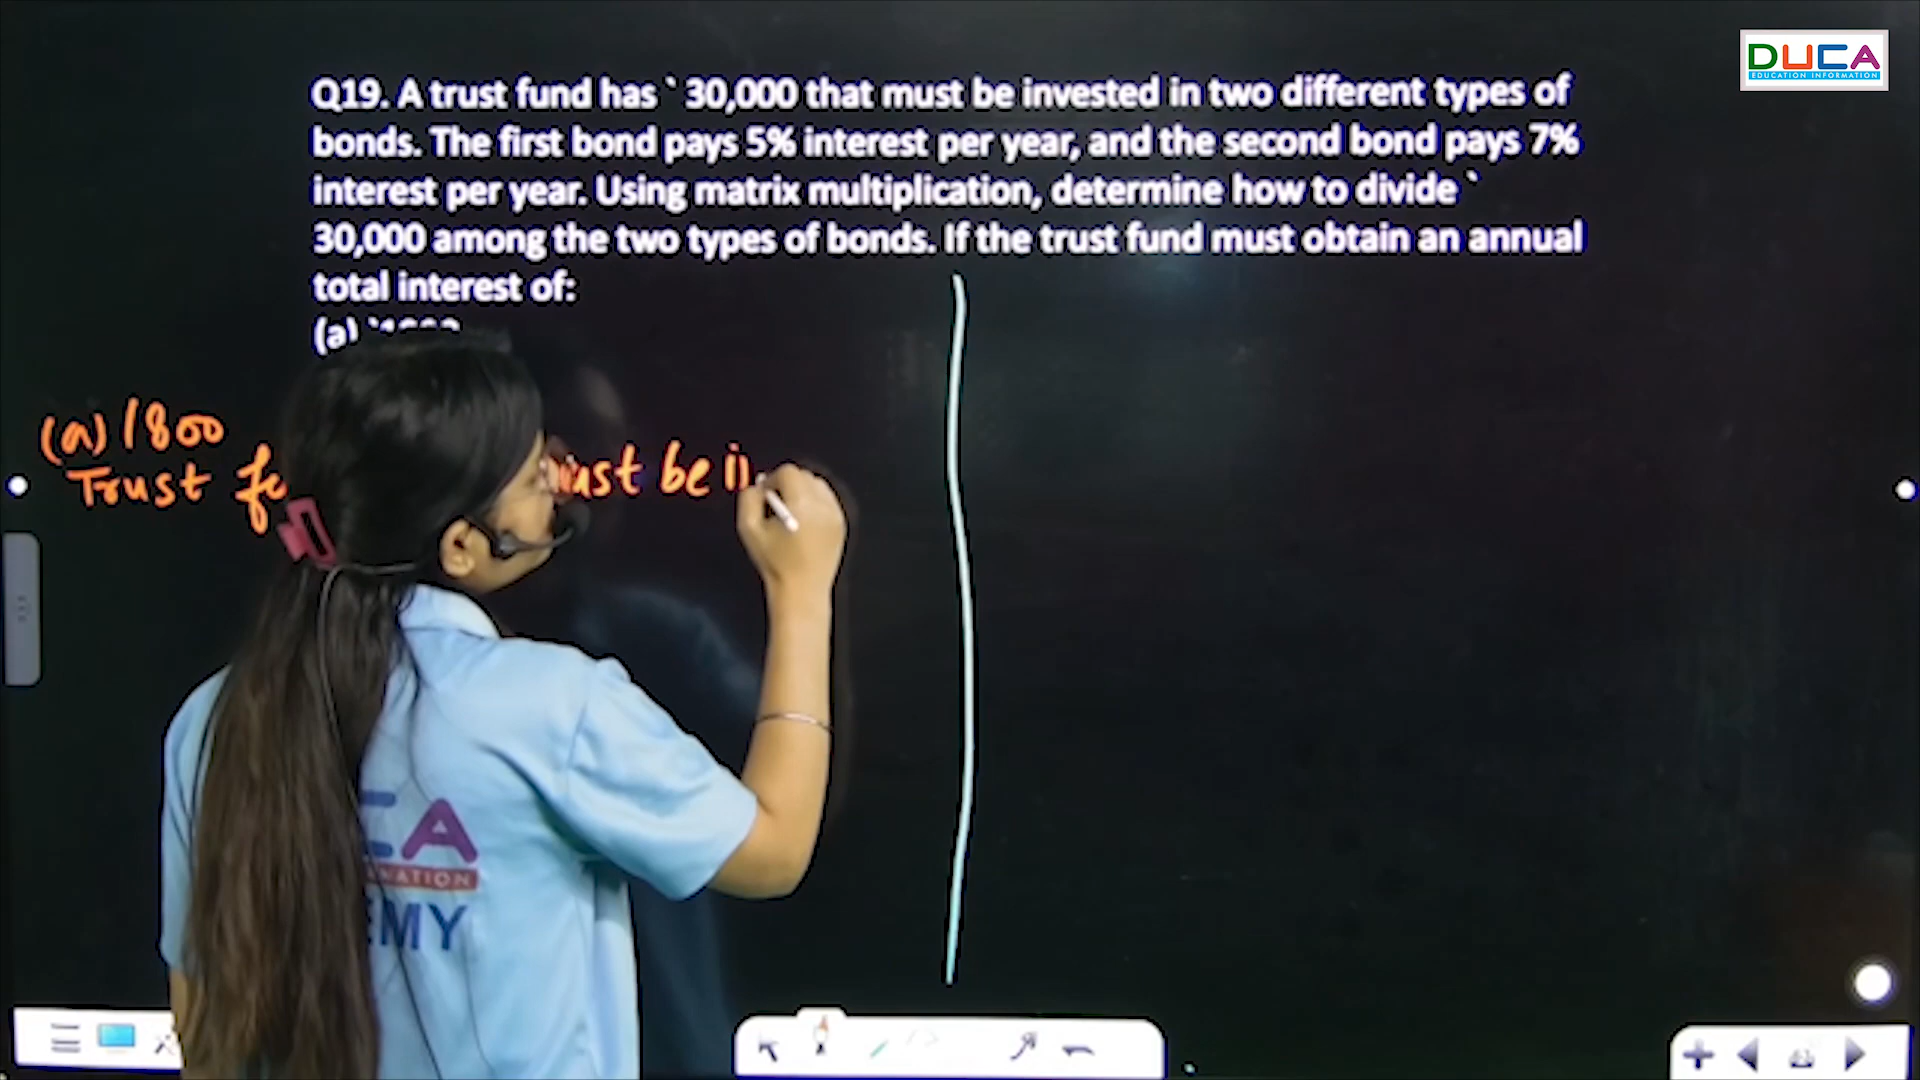 DUCA
EDUCATION INFORMATION
Q19. A trust fund has ` 30,000 that must be invested in two different types of
bonds. The first bond pays 5% interest per year, and the second bond pays 7%
interest per year. Using matrix multiplication, determine how to divide `
30,000 among the two types of bonds. If the trust fund must obtain an annual
total interest of:
(a)
(a) 1800
Trust must be
CA
EMY